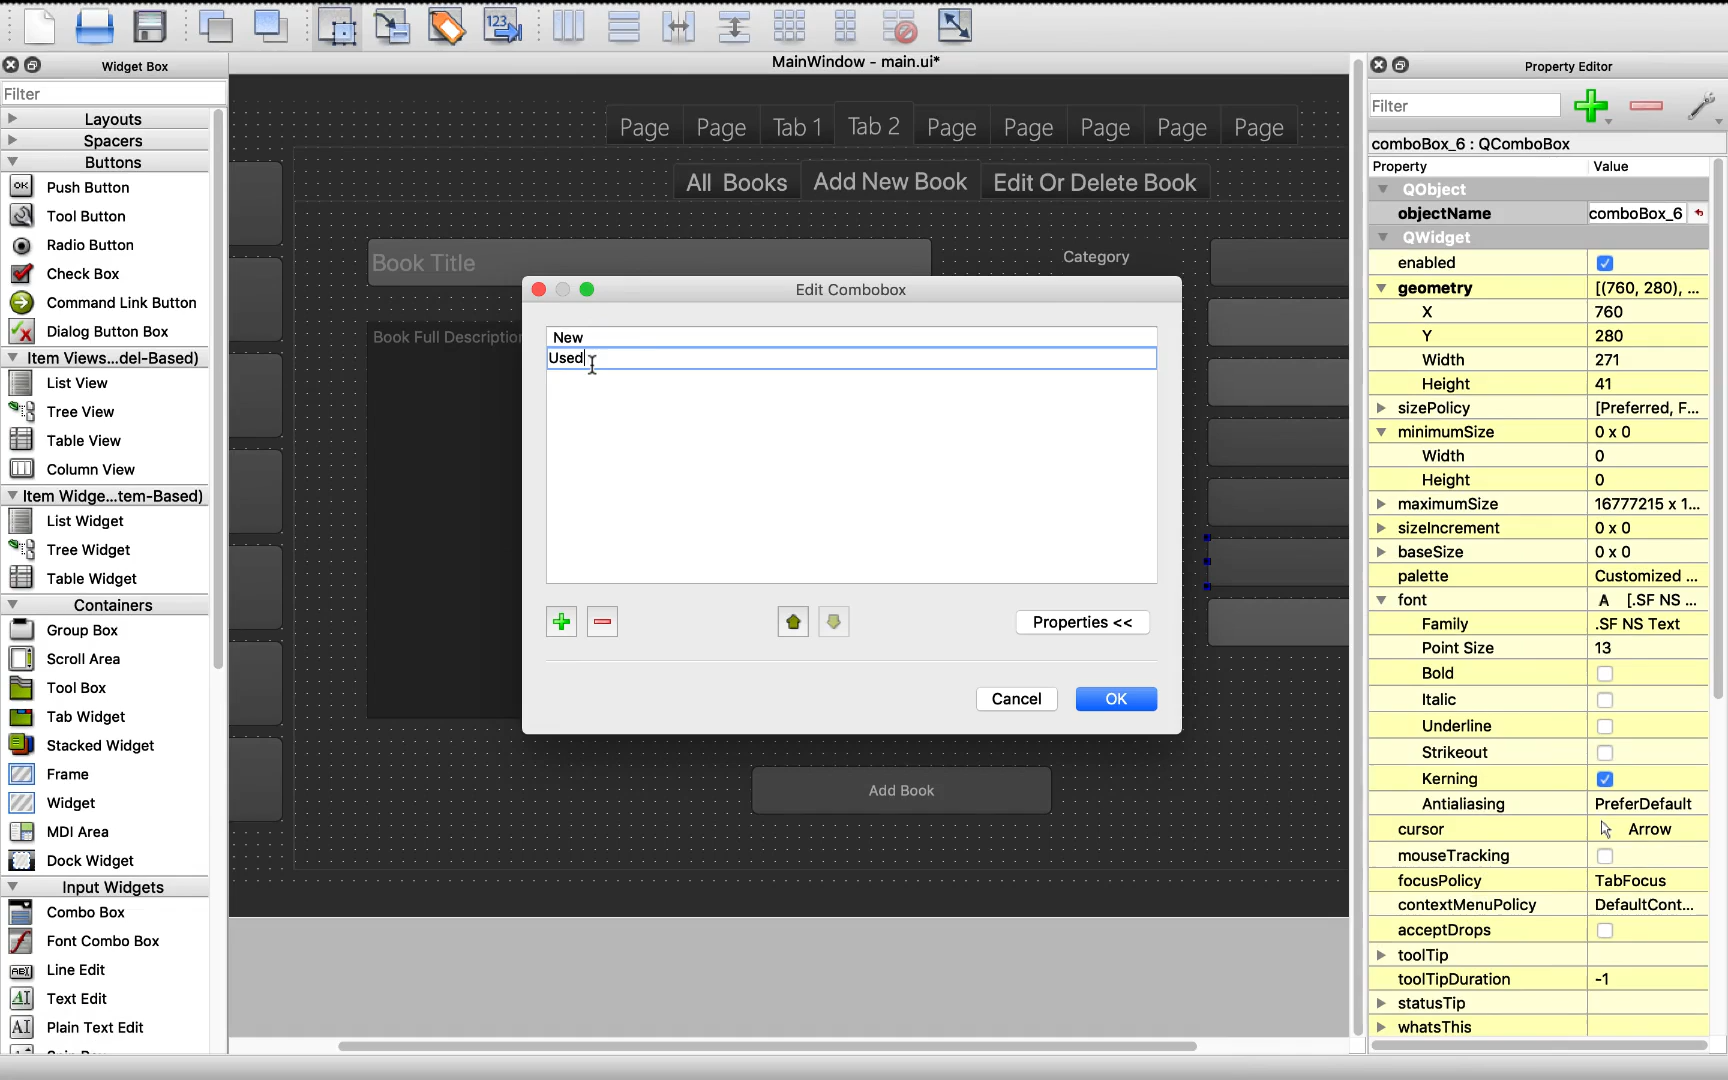 123
MainWindow - main.ui*
Widget Box
Filter
Layouts
Spacers
Buttons
OK Push Button
Tool Button
Radio Button
Check Box
Command Link Button
Dialog Button Box
Item Views...del-Based)
List View
Tree View
Table View
Column View
Item Widge...tem-Based)
List Widget
Tree Widget
Table Widget
Containers
Group Box
Scroll Area
Tool Box
Tab Widget
Stacked Widget
Frame
Widget
MDI Area
Dock Widget
Input Widgets
Combo Box
Font Combo Box
Line Edit
AI Text Edit
AI Plain Text Edit
Page Page Tab 1 Tab 2 Page Page Page Page Page
All Books Add New Book Edit Or Delete Book
Book Title
Category
Book Full Description
Edit Combobox
New
Used
Properties <<
Cancel OK
Add Book
Property Editor
Filter
comboBox_6 : QComboBox
Property Value
QObject
objectName comboBox_6
QWidget
enabled
geometry [(760, 280), ...
X 760
Y 280
Width 271
Height 41
sizePolicy [Preferred, F...
minimumSize 0 x 0
Width 0
Height 0
maximumSize 16777215 x 1...
sizeIncrement 0 x 0
baseSize 0 x 0
palette Customized ...
font A [.SF NS ...
Family .SF NS Text
Point Size 13
Bold
Italic
Underline
Strikeout
Kerning
Antialiasing PreferDefault
cursor Arrow
mouseTracking
focusPolicy TabFocus
contextMenuPolicy DefaultCont...
acceptDrops
toolTip
toolTipDuration -1
statusTip
whatsThis